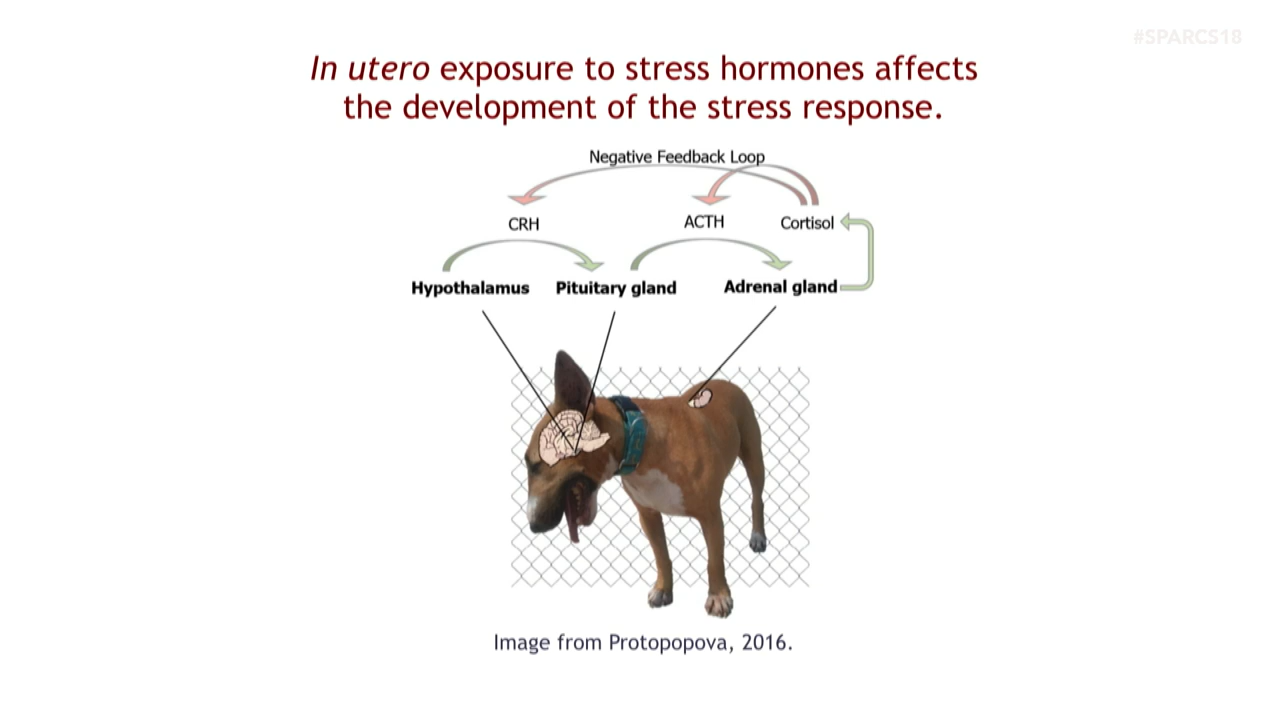 #SPARCS18
In utero exposure to stress hormones affects
the development of the stress response.
Negative Feedback Loop
CRH
ACTH
Cortisol
Hypothalamus
Pituitary gland
Adrenal gland
Image from Protopopova, 2016.